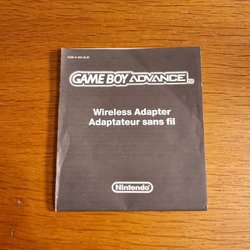 GAME BOY ADVANCE
Wireless Adapter
Adaptateur sans fil
Nintendo